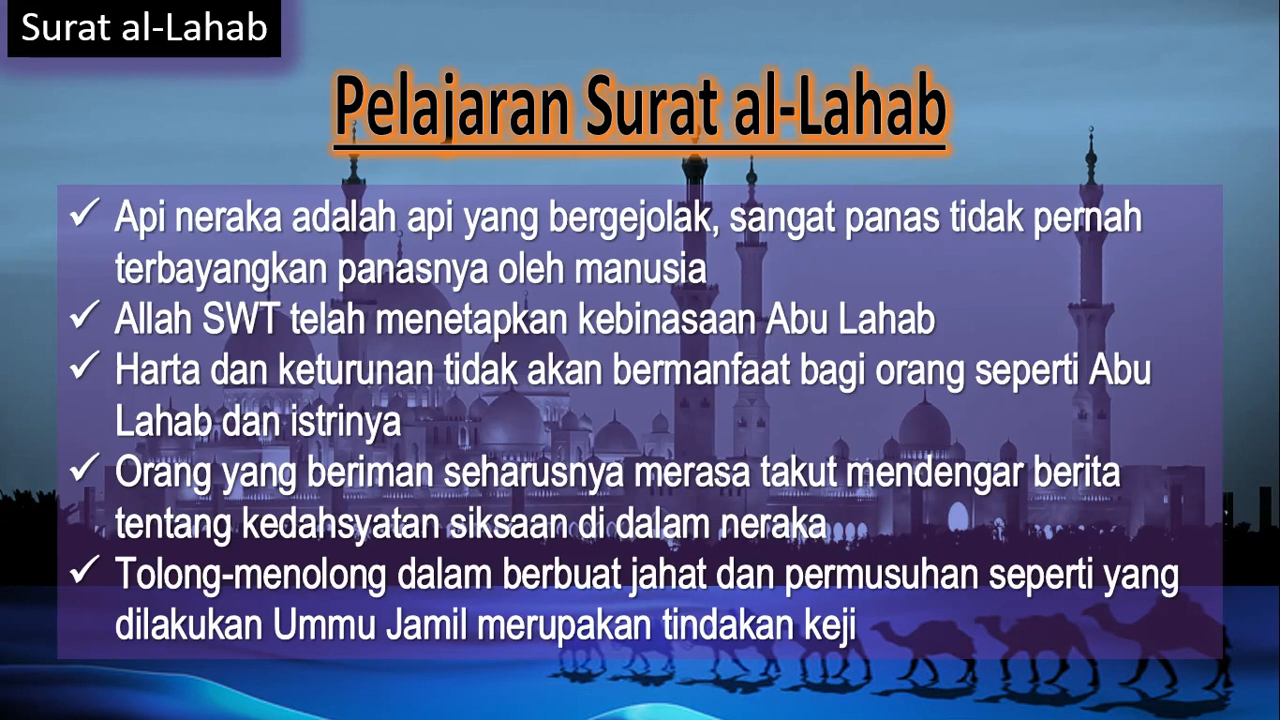 Surat al-Lahab
Pelajaran Surat al-Lahab
✓ Api neraka adalah api yang bergejolak, sangat panas tidak pernah
terbayangkan panasnya oleh manusia
✓ Allah SWT telah menetapkan kebinasaan Abu Lahab
✓ Harta dan keturunan tidak akan bermanfaat bagi orang seperti Abu
Lahab dan istrinya
✓ Orang yang beriman seharusnya merasa takut mendengar berita
tentang kedahsyatan siksaan di dalam neraka
✓ Tolong-menolong dalam berbuat jahat dan permusuhan seperti yang
dilakukan Ummu Jamil merupakan tindakan keji